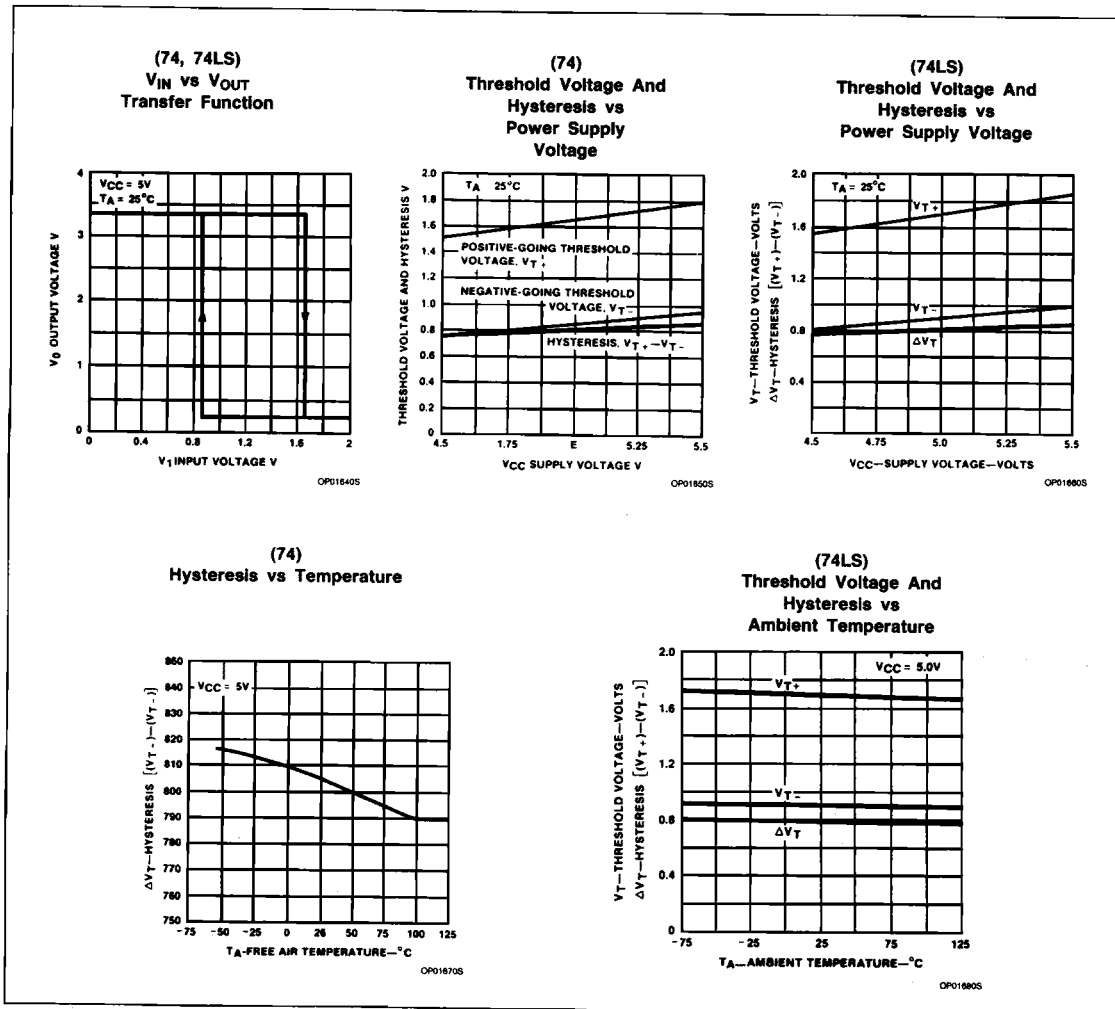 (74, 74LS)
VIN vs VOUT
Transfer Function
VCC = 5V
TA = 25°C
4
3
2
1
0
0
0.4
0.8
1.2
1.6
2
V0 OUTPUT VOLTAGE V
V1 INPUT VOLTAGE V
OP01640S
(74)
Threshold Voltage And
Hysteresis vs
Power Supply
Voltage
TA 25°C
2.0
1.8
1.6
1.4
1.2
1.0
0.8
0.6
0.4
0.2
0
POSITIVE-GOING THRESHOLD
VOLTAGE, VT+
NEGATIVE-GOING THRESHOLD
VOLTAGE, VT−
HYSTERESIS, VT+−VT−
4.5
1.75
E
5.25
5.5
THRESHOLD VOLTAGE AND HYSTERESIS V
VCC SUPPLY VOLTAGE V
OP01650S
(74LS)
Threshold Voltage And
Hysteresis vs
Power Supply Voltage
TA = 25°C
2.0
1.6
1.2
0.8
0.4
VT+
VT−
ΔVT
4.5
4.75
5.0
5.25
5.5
VT—THRESHOLD VOLTAGE—VOLTS
ΔVT—HYSTERESIS [(VT+)—(VT−)]
VCC—SUPPLY VOLTAGE—VOLTS
OP01660S
(74)
Hysteresis vs Temperature
VCC = 5V
860
840
830
820
810
800
790
780
770
760
750
-75
-50
-25
0
26
50
75
100
125
ΔVT—HYSTERESIS [(VT−)—(VT−)]
TA-FREE AIR TEMPERATURE—°C
OP01670S
(74LS)
Threshold Voltage And
Hysteresis vs
Ambient Temperature
VCC = 5.0V
2.0
1.6
1.2
0.8
0.4
0
VT+
VT−
ΔVT
-75
-25
25
75
125
VT—THRESHOLD VOLTAGE—VOLTS
ΔVT—HYSTERESIS [(VT+)—(VT−)]
TA—AMBIENT TEMPERATURE—°C
OP01680S